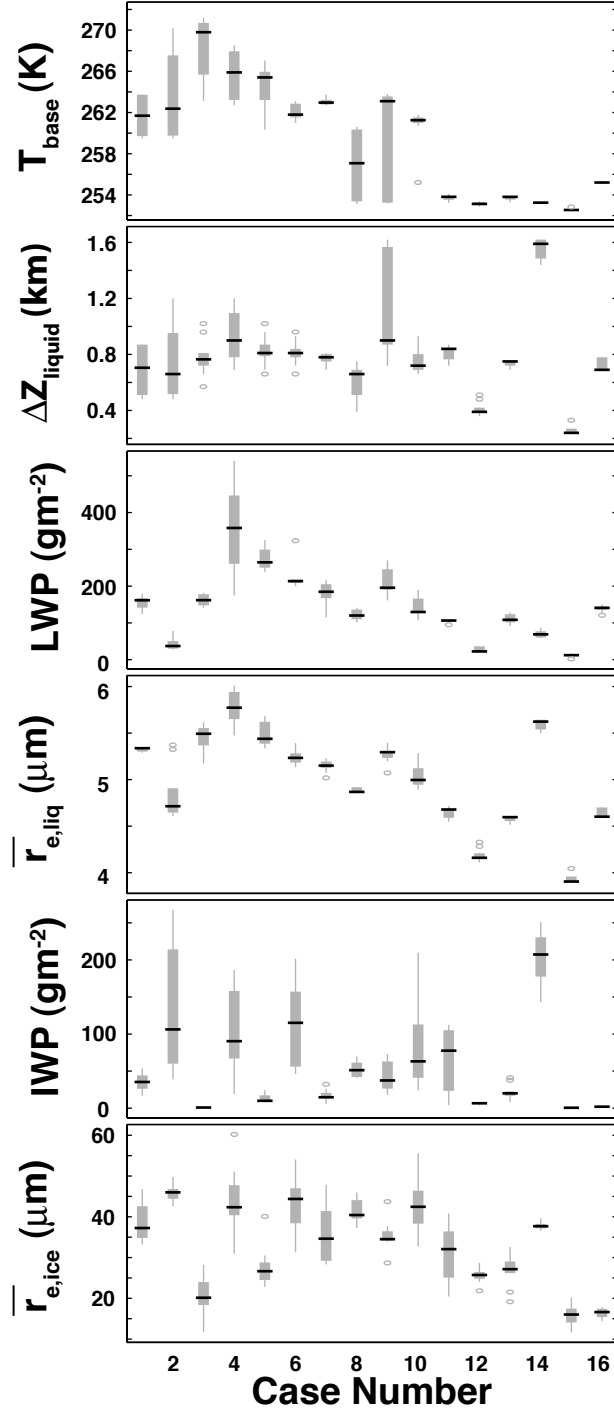 T_base (K)
270
266
262
258
254
ΔZ_liquid (km)
1.6
1.2
0.8
0.4
LWP (gm⁻²)
400
200
0
r̅_e,liq (μm)
6
5
4
IWP (gm⁻²)
200
100
0
r̅_e,ice (μm)
60
40
20
2 4 6 8 10 12 14 16
Case Number